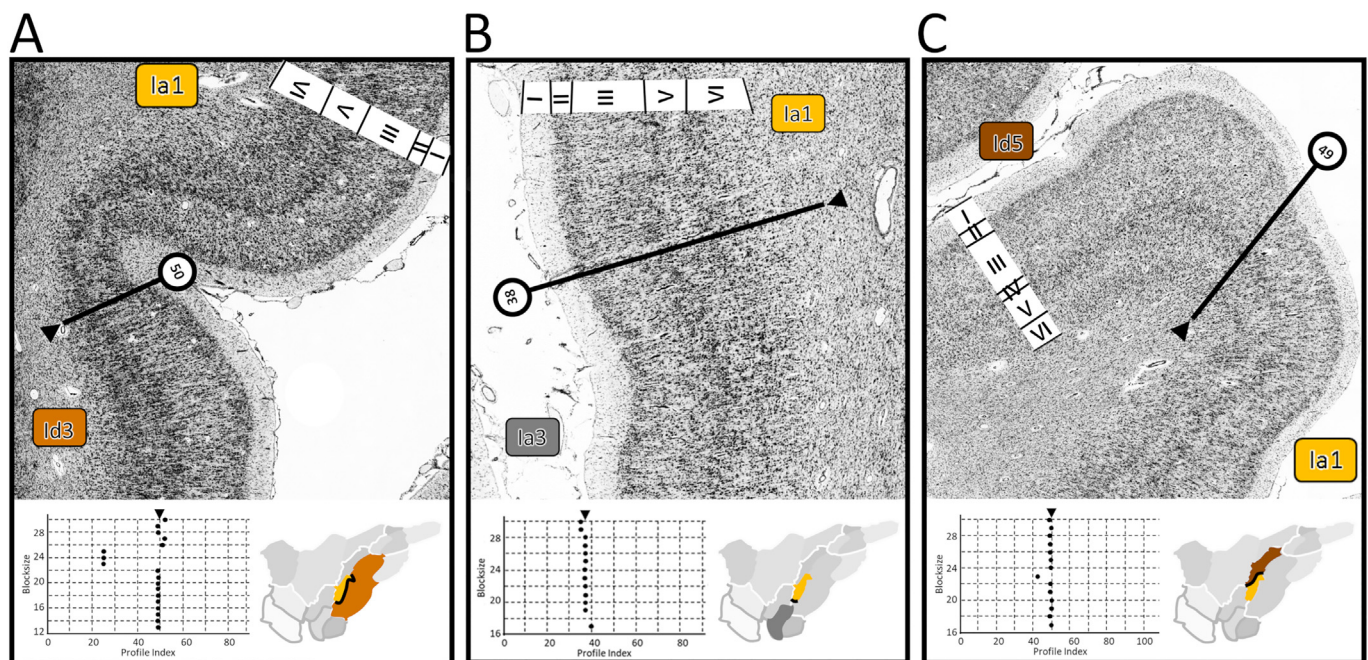 A
B
C
Ia1
VI
V
III
II
I
50
Id3
I
II
III
V
VI
Ia1
38
Ia3
Id5
49
I
II
III
IV
V
VI
Ia1
28
24
20
16
12
Blocksize
0 20 40 60 80
Profile Index
28
24
20
16
Blocksize
0 20 40 60 80
Profile Index
28
24
20
16
Blocksize
0 20 40 60 80 100
Profile Index